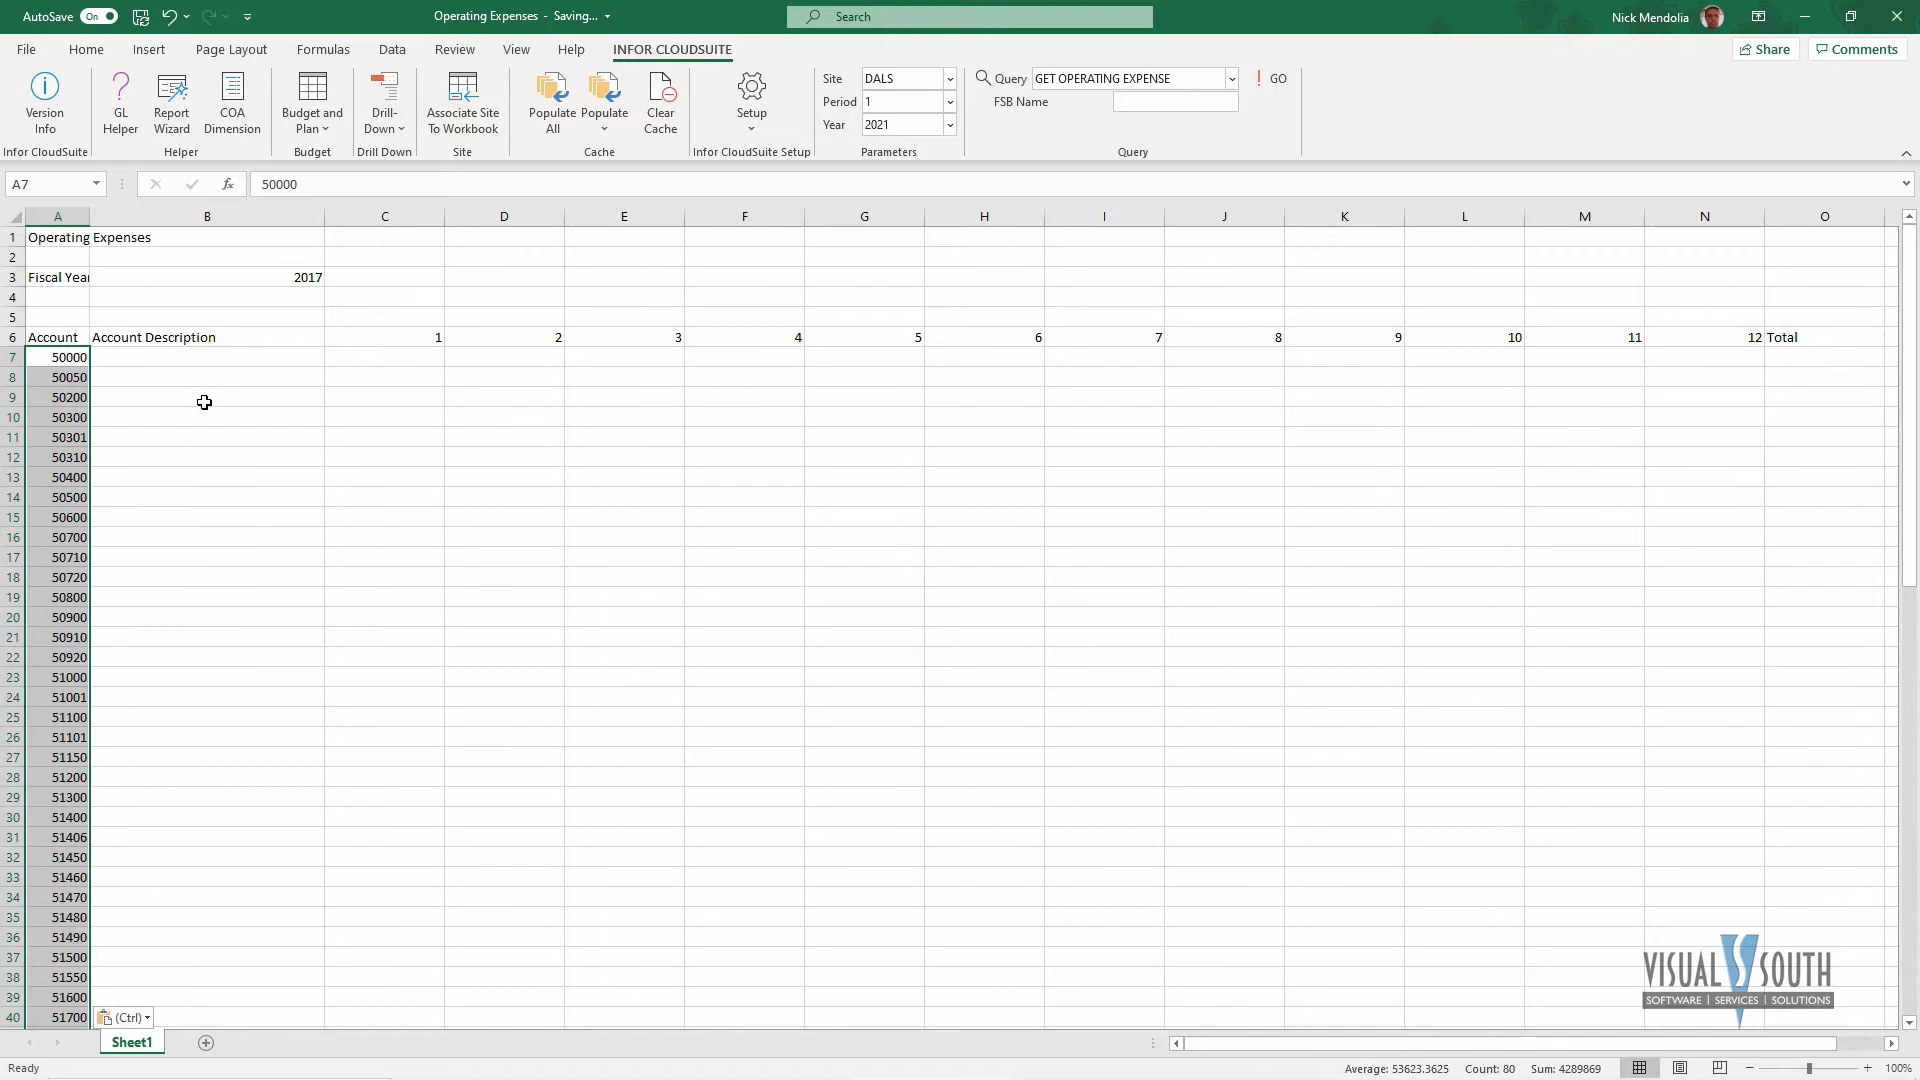 AutoSave On Operating Expenses - Saving... Search Nick Mendolia
File Home Insert Page Layout Formulas Data Review View Help INFOR CLOUDSUITE Share Comments
Version Info
GL Helper
Report Wizard
COA Dimension
Budget and Plan
Drill-Down
Associate Site To Workbook
Populate All
Populate
Clear Cache
Setup
Site DALS
Period 1
Year 2021
Query GET OPERATING EXPENSE GO
FSB Name
Infor CloudSuite Helper Budget Drill Down Site Cache Infor CloudSuite Setup Parameters Query
A7 fx 50000
A B C D E F G H I J K L M N O
1 Operating Expenses
2
3 Fiscal Year 2017
4
5
6 Account Account Description 1 2 3 4 5 6 7 8 9 10 11 12 Total
7 50000
8 50050
9 50200
10 50300
11 50301
12 50310
13 50400
14 50500
15 50600
16 50700
17 50710
18 50720
19 50800
20 50900
21 50910
22 50920
23 51000
24 51001
25 51100
26 51101
27 51150
28 51200
29 51300
30 51400
31 51406
32 51450
33 51460
34 51470
35 51480
36 51490
37 51500
38 51550
39 51600
40 51700 (Ctrl)
VISUAL SOUTH
SOFTWARE | SERVICES | SOLUTIONS
Sheet1
Ready Average: 53623.3625 Count: 80 Sum: 4289869 100%